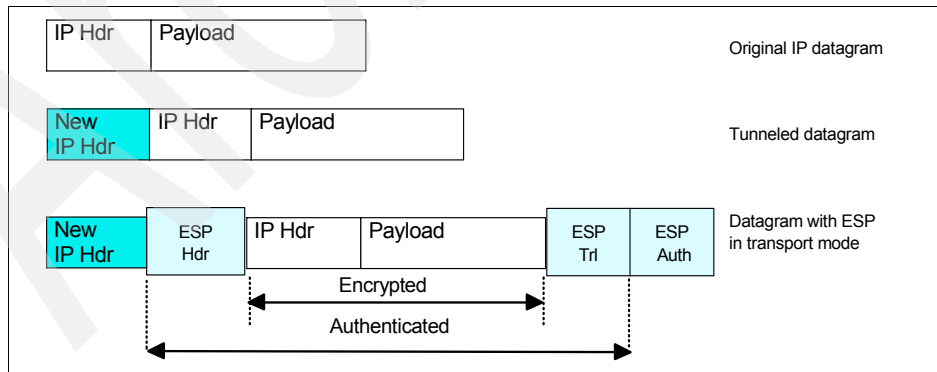 IP Hdr Payload
Original IP datagram
New
IP Hdr
IP Hdr Payload
Tunneled datagram
New
IP Hdr
ESP
Hdr
IP Hdr Payload
ESP
Trl
ESP
Auth
Datagram with ESP
in transport mode
Encrypted
Authenticated